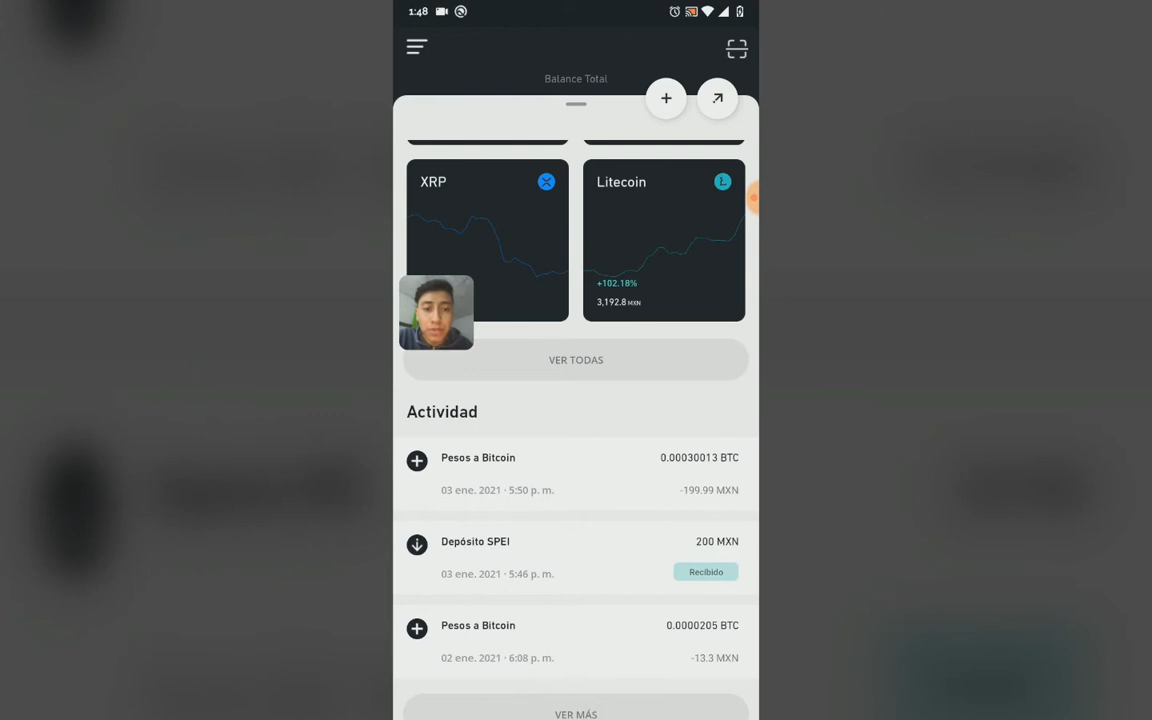 1:48
Balance Total
XRP
Litecoin
+102.18%
3,192.8 MXN
VER TODAS
Actividad
Pesos a Bitcoin
0.00030013 BTC
03 ene. 2021 · 5:50 p. m.
-199.99 MXN
Depósito SPEI
200 MXN
03 ene. 2021 · 5:46 p. m.
Recibido
Pesos a Bitcoin
0.0000205 BTC
02 ene. 2021 · 6:08 p. m.
-13.3 MXN
VER MÁS